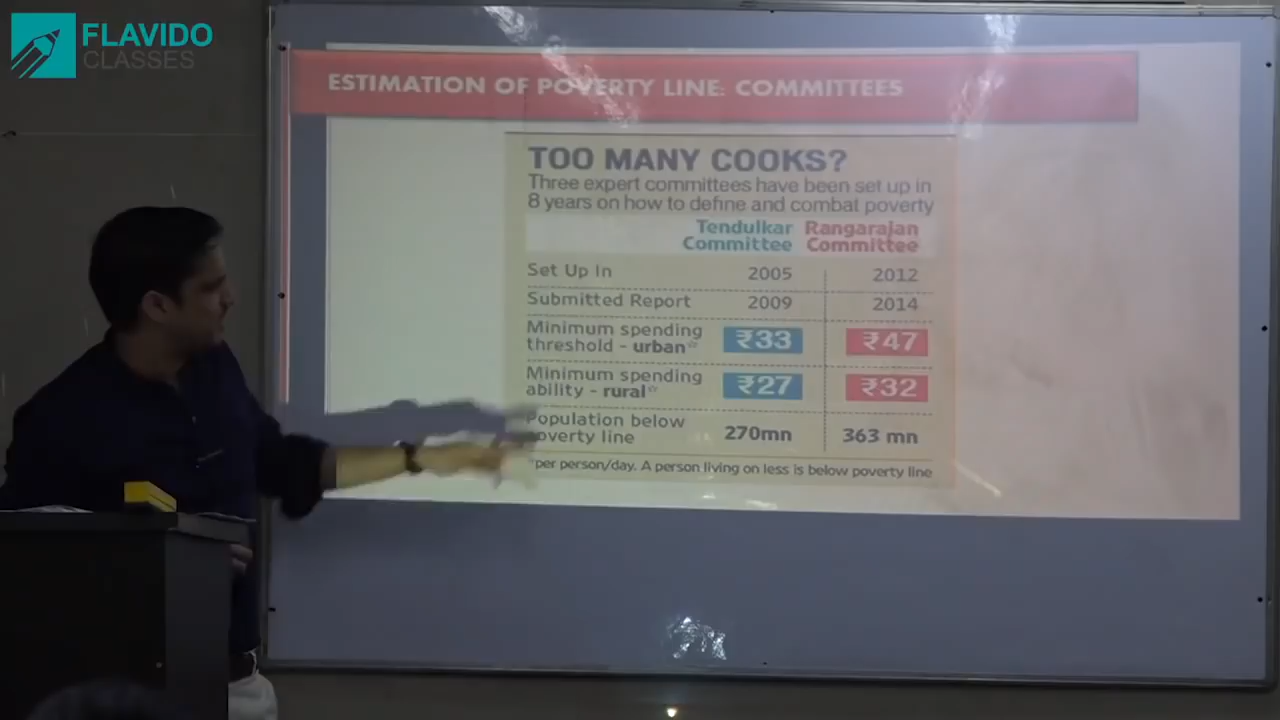 FLAVIDO
CLASSES
ESTIMATION OF POVERTY LINE: COMMITTEES
TOO MANY COOKS?
Three expert committees have been set up in
8 years on how to define and combat poverty
Tendulkar Rangarajan
Committee Committee
Set Up In 2005 2012
Submitted Report 2009 2014
Minimum spending
threshold - urban* ₹33 ₹47
Minimum spending
ability - rural* ₹27 ₹32
Population below
poverty line 270mn 363 mn
*per person/day. A person living on less is below poverty line